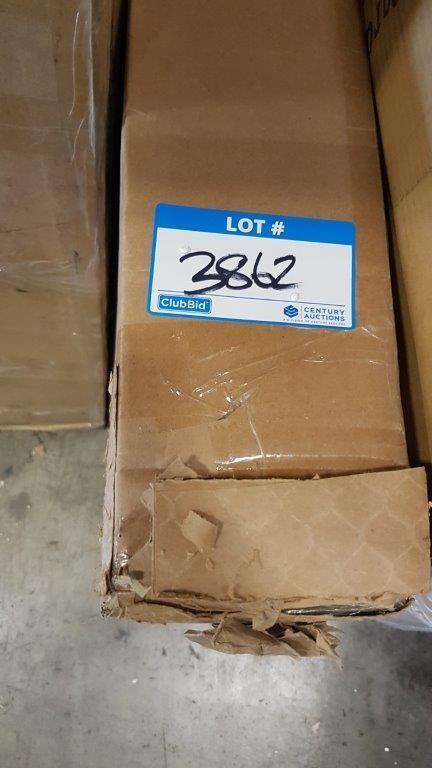 LOT #
3862
ClubBid
CENTURY
AUCTIONS